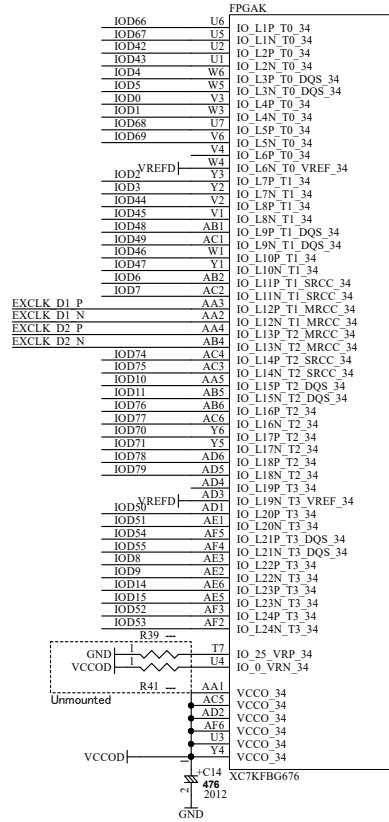 FPGAK
IOD66 U6 IO_L1P_T0_34
IOD67 U5 IO_L1N_T0_34
IOD42 U2 IO_L2P_T0_34
IOD43 U1 IO_L2N_T0_34
IOD4 W6 IO_L3P_T0_DQS_34
IOD5 W5 IO_L3N_T0_DQS_34
IOD0 V3 IO_L4P_T0_34
IOD1 W3 IO_L4N_T0_34
IOD68 U7 IO_L5P_T0_34
IOD69 V6 IO_L5N_T0_34
V4 IO_L6P_T0_34
VREFD W4 IO_L6N_T0_VREF_34
IOD2 Y3 IO_L7P_T1_34
IOD3 Y2 IO_L7N_T1_34
IOD44 V2 IO_L8P_T1_34
IOD45 V1 IO_L8N_T1_34
IOD48 AB1 IO_L9P_T1_DQS_34
IOD49 AC1 IO_L9N_T1_DQS_34
IOD46 W1 IO_L10P_T1_34
IOD47 Y1 IO_L10N_T1_34
IOD6 AB2 IO_L11P_T1_SRCC_34
IOD7 AC2 IO_L11N_T1_SRCC_34
EXCLK_D1_P AA3 IO_L12P_T1_MRCC_34
EXCLK_D1_N AA2 IO_L12N_T1_MRCC_34
EXCLK_D2_P AA4 IO_L13P_T2_MRCC_34
EXCLK_D2_N AB4 IO_L13N_T2_MRCC_34
IOD74 AC4 IO_L14P_T2_SRCC_34
IOD75 AC3 IO_L14N_T2_SRCC_34
IOD10 AA5 IO_L15P_T2_DQS_34
IOD11 AB5 IO_L15N_T2_DQS_34
IOD76 AB6 IO_L16P_T2_34
IOD77 AC6 IO_L16N_T2_34
IOD70 Y6 IO_L17P_T2_34
IOD71 Y5 IO_L17N_T2_34
IOD78 AD6 IO_L18P_T2_34
IOD79 AD5 IO_L18N_T2_34
AD4 IO_L19P_T3_34
VREFD AD3 IO_L19N_T3_VREF_34
IOD50 AD1 IO_L20P_T3_34
IOD51 AE1 IO_L20N_T3_34
IOD54 AF5 IO_L21P_T3_DQS_34
IOD55 AF4 IO_L21N_T3_DQS_34
IOD8 AE3 IO_L22P_T3_34
IOD9 AE2 IO_L22N_T3_34
IOD14 AE6 IO_L23P_T3_34
IOD15 AE5 IO_L23N_T3_34
IOD52 AF3 IO_L24P_T3_34
IOD53 AF2 IO_L24N_T3_34
R39 ---
GND 1 T7 IO_25_VRP_34
VCCOD 1 U4 IO_0_VRN_34
R41 ---
Unmounted
AA1 VCCO_34
AC5 VCCO_34
AD2 VCCO_34
AF6 VCCO_34
U3 VCCO_34
VCCOD Y4 VCCO_34
XC7KFBG676
1
+C14
476
2
2012
GND